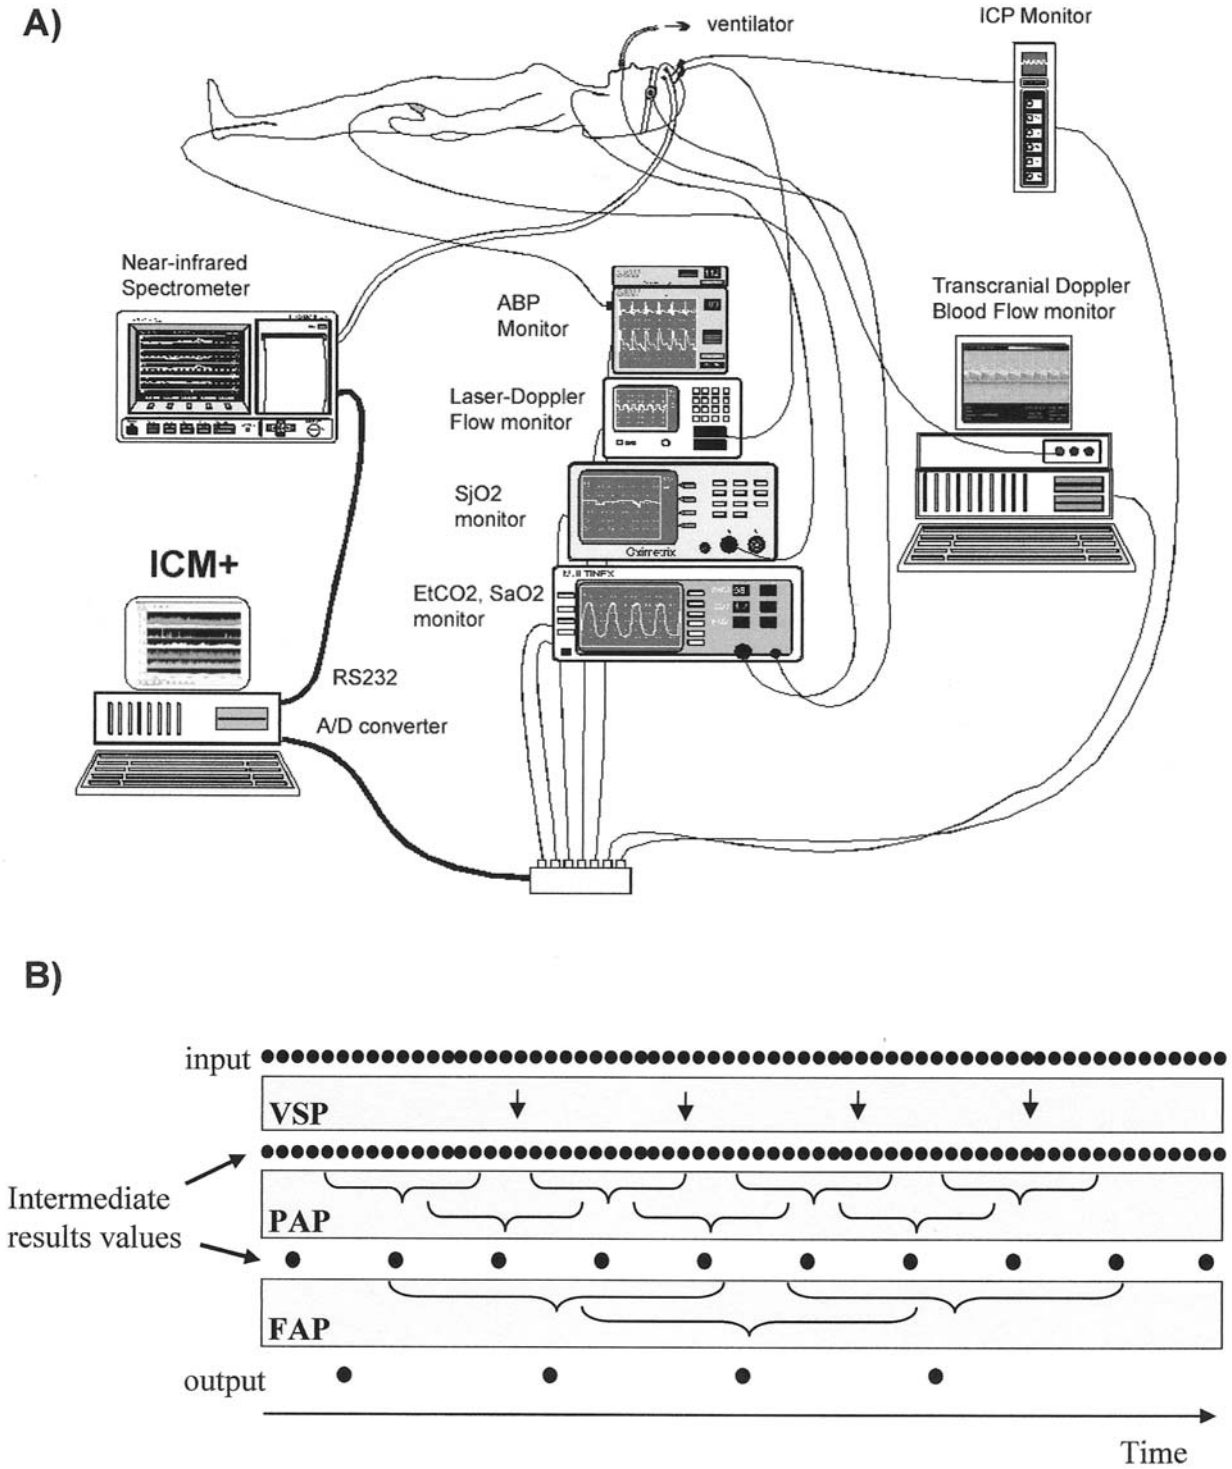 A)
ventilator
ICP Monitor
Near-infrared
Spectrometer
ABP
Monitor
Transcranial Doppler
Blood Flow monitor
Laser-Doppler
Flow monitor
SjO2
monitor
Oximetrix
ICM+
EtCO2, SaO2
monitor
MULTINEX
RS232
A/D converter
B)
input
VSP
Intermediate
results values
PAP
FAP
output
Time